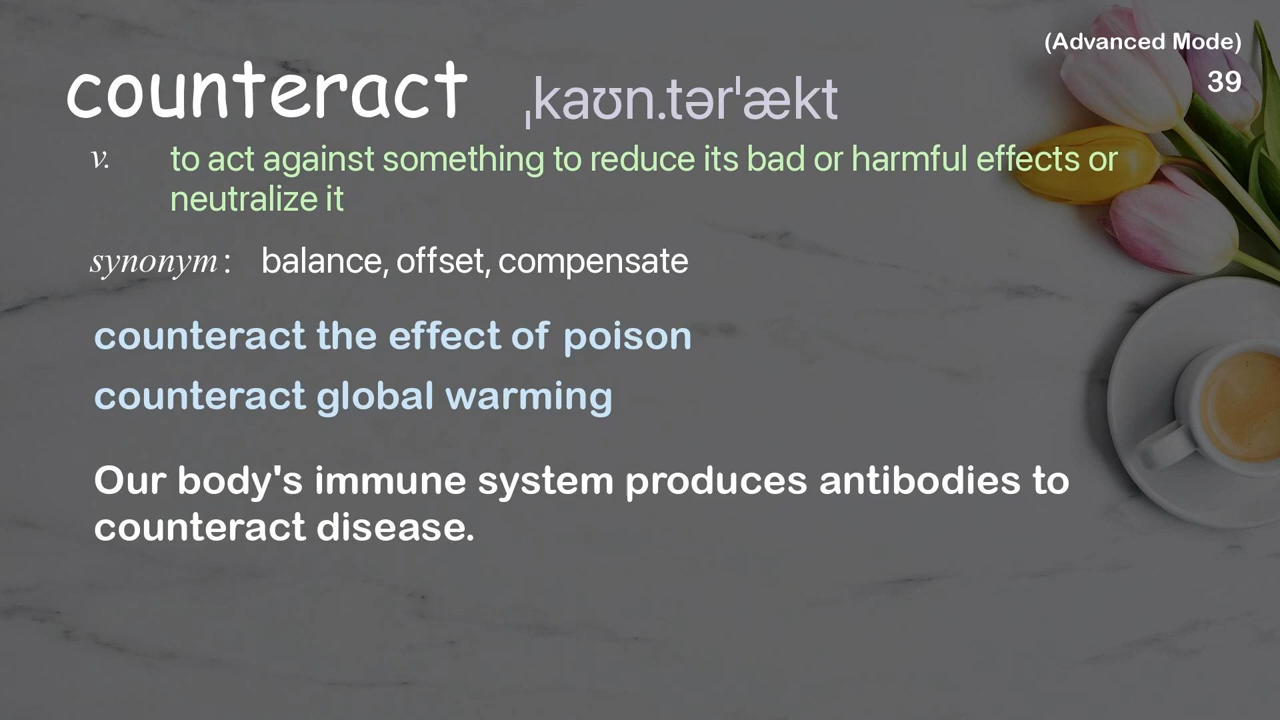 (Advanced Mode)
counteract ˌkaʊn.tərˈækt
39
v. to act against something to reduce its bad or harmful effects or
neutralize it
synonym : balance, offset, compensate
counteract the effect of poison
counteract global warming
Our body's immune system produces antibodies to
counteract disease.